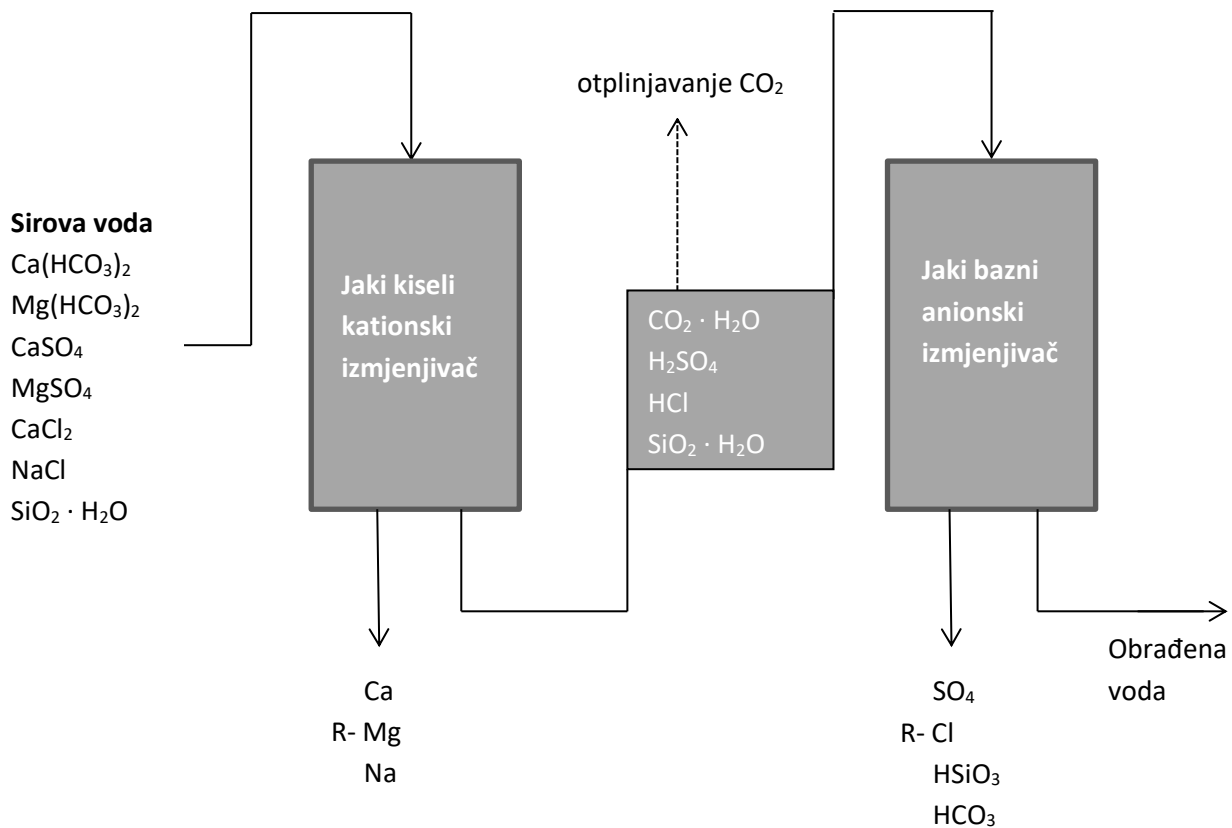 otplinjavanje CO₂
Sirova voda
Ca(HCO₃)₂
Mg(HCO₃)₂
CaSO₄
MgSO₄
CaCl₂
NaCl
SiO₂ · H₂O
Jaki kiseli
kationski
izmjenjivač
CO₂ · H₂O
H₂SO₄
HCl
SiO₂ · H₂O
Jaki bazni
anionski
izmjenjivač
Ca
R- Mg
Na
SO₄
R- Cl
HSiO₃
HCO₃
Obrađena
voda